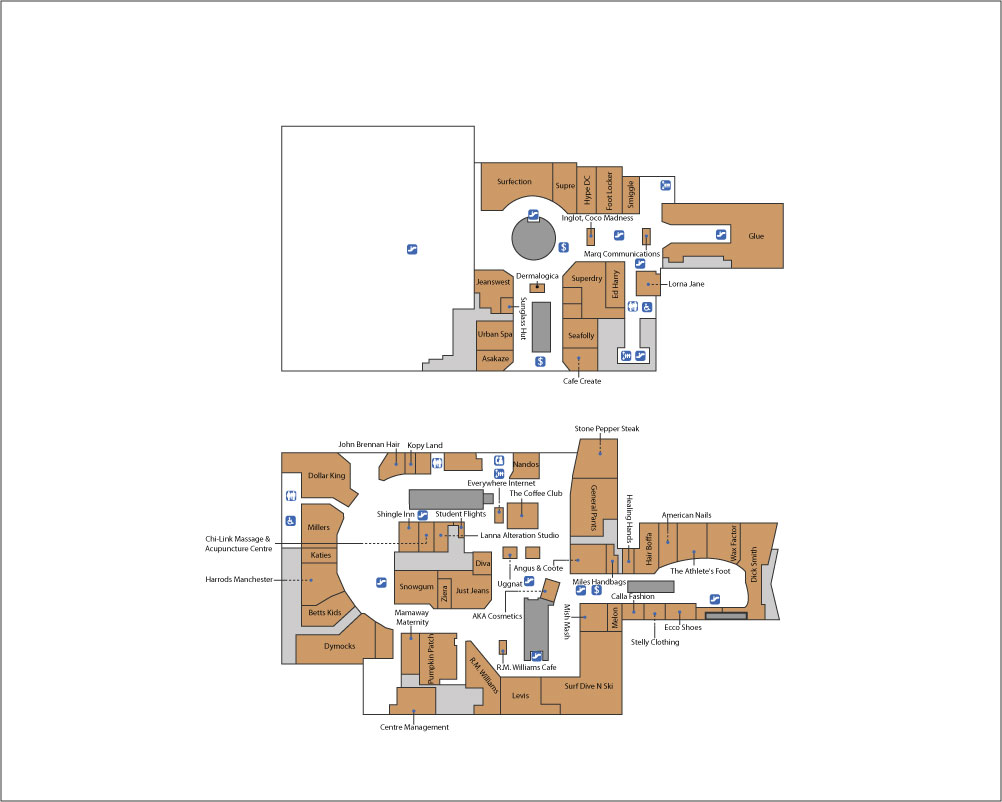 Surfection
Supre
Hype DC
Foot Locker
Smiggle
Inglot, Coco Madness
$
Glue
Marq Communications
Dermalogica
Jeanswest
Superdry
Ed Harry
Lorna Jane
Sunglass Hut
Urban Spa
Seafolly
Asakaze
$
Cafe Create
Stone Pepper Steak
John Brennan Hair
Kopy Land
Dollar King
Nandos
Everywhere Internet
The Coffee Club
General Pants
Healing Hands
Shingle Inn
Student Flights
American Nails
Millers
Lanna Alteration Studio
Hair Boffa
Wax Factor
Dick Smith
Chi-Link Massage &
Acupuncture Centre
Katies
Diva
Angus & Coote
The Athlete's Foot
Harrods Manchester
Snowgum
Ziera
Just Jeans
Uggnat
Miles Handbags
$
Calla Fashion
Betts Kids
Mamaway
Maternity
AKA Cosmetics
Mish Mash
Melon
Ecco Shoes
Stelly Clothing
Dymocks
Pumpkin Patch
R.M. Williams
R.M. Williams Cafe
Levis
Surf Dive N Ski
Centre Management